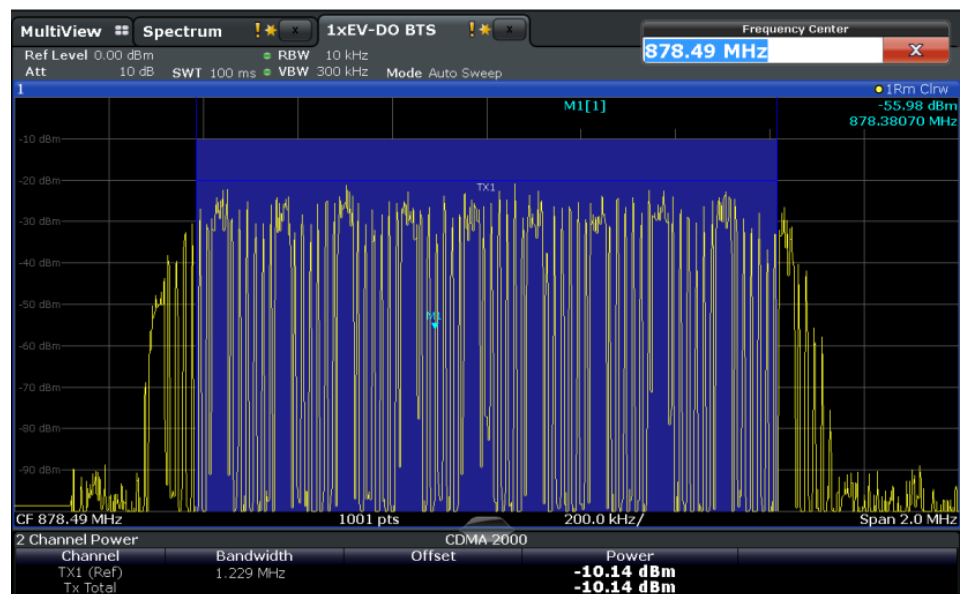 MultiView Spectrum ! x 1xEV-DO BTS ! x
Frequency Center
878.49 MHz X
Ref Level 0.00 dBm RBW 10 kHz
Att 10 dB SWT 100 ms VBW 300 kHz Mode Auto Sweep
1 1Rm Clrw
M1[1] -55.98 dBm
878.38070 MHz
-10 dBm
-20 dBm
TX1
-30 dBm
-40 dBm
-50 dBm
M1
-60 dBm
-70 dBm
-80 dBm
-90 dBm
CF 878.49 MHz 1001 pts 200.0 kHz/ Span 2.0 MHz
2 Channel Power CDMA 2000
Channel Bandwidth Offset Power
TX1 (Ref) 1.229 MHz -10.14 dBm
Tx Total -10.14 dBm